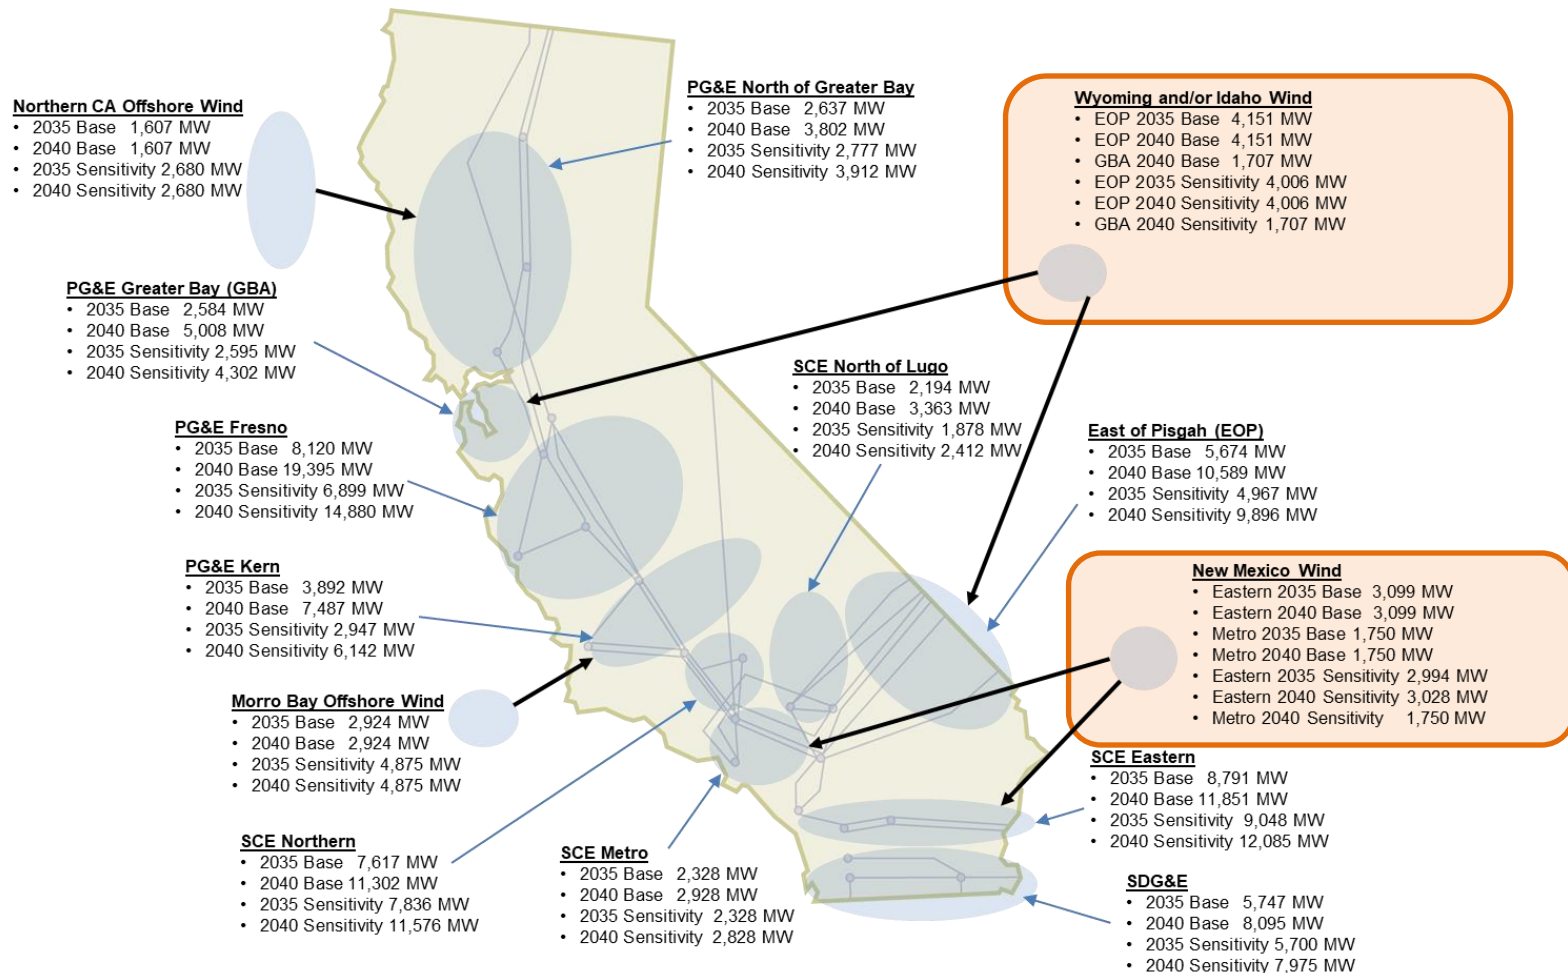 Northern CA Offshore Wind
• 2035 Base 1,607 MW
• 2040 Base 1,607 MW
• 2035 Sensitivity 2,680 MW
• 2040 Sensitivity 2,680 MW
PG&E North of Greater Bay
• 2035 Base 2,637 MW
• 2040 Base 3,802 MW
• 2035 Sensitivity 2,777 MW
• 2040 Sensitivity 3,912 MW
Wyoming and/or Idaho Wind
• EOP 2035 Base 4,151 MW
• EOP 2040 Base 4,151 MW
• GBA 2040 Base 1,707 MW
• EOP 2035 Sensitivity 4,006 MW
• EOP 2040 Sensitivity 4,006 MW
• GBA 2040 Sensitivity 1,707 MW
PG&E Greater Bay (GBA)
• 2035 Base 2,584 MW
• 2040 Base 5,008 MW
• 2035 Sensitivity 2,595 MW
• 2040 Sensitivity 4,302 MW
SCE North of Lugo
• 2035 Base 2,194 MW
• 2040 Base 3,363 MW
• 2035 Sensitivity 1,878 MW
• 2040 Sensitivity 2,412 MW
PG&E Fresno
• 2035 Base 8,120 MW
• 2040 Base 19,395 MW
• 2035 Sensitivity 6,899 MW
• 2040 Sensitivity 14,880 MW
East of Pisgah (EOP)
• 2035 Base 5,674 MW
• 2040 Base 10,589 MW
• 2035 Sensitivity 4,967 MW
• 2040 Sensitivity 9,896 MW
PG&E Kern
• 2035 Base 3,892 MW
• 2040 Base 7,487 MW
• 2035 Sensitivity 2,947 MW
• 2040 Sensitivity 6,142 MW
New Mexico Wind
• Eastern 2035 Base 3,099 MW
• Eastern 2040 Base 3,099 MW
• Metro 2035 Base 1,750 MW
• Metro 2040 Base 1,750 MW
• Eastern 2035 Sensitivity 2,994 MW
• Eastern 2040 Sensitivity 3,028 MW
• Metro 2040 Sensitivity 1,750 MW
Morro Bay Offshore Wind
• 2035 Base 2,924 MW
• 2040 Base 2,924 MW
• 2035 Sensitivity 4,875 MW
• 2040 Sensitivity 4,875 MW
SCE Eastern
• 2035 Base 8,791 MW
• 2040 Base 11,851 MW
• 2035 Sensitivity 9,048 MW
• 2040 Sensitivity 12,085 MW
SCE Northern
• 2035 Base 7,617 MW
• 2040 Base 11,302 MW
• 2035 Sensitivity 7,836 MW
• 2040 Sensitivity 11,576 MW
SCE Metro
• 2035 Base 2,328 MW
• 2040 Base 2,928 MW
• 2035 Sensitivity 2,328 MW
• 2040 Sensitivity 2,828 MW
SDG&E
• 2035 Base 5,747 MW
• 2040 Base 8,095 MW
• 2035 Sensitivity 5,700 MW
• 2040 Sensitivity 7,975 MW